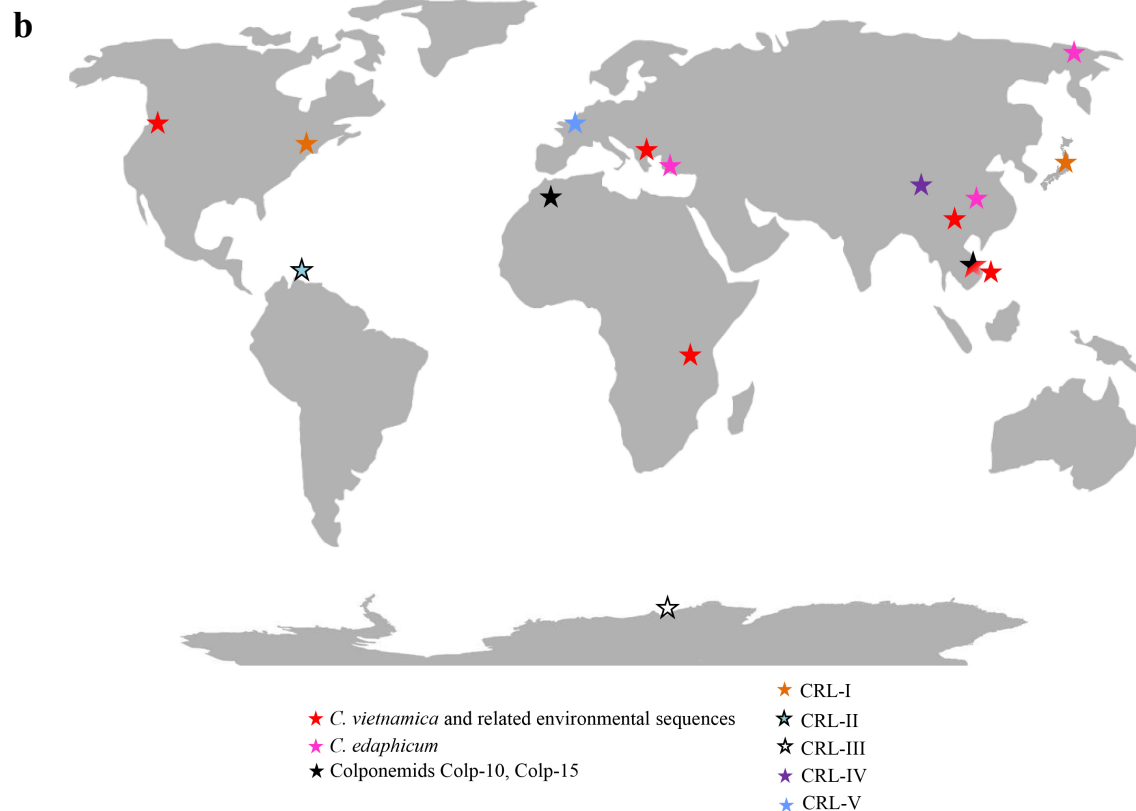 b
C. vietnamica and related environmental sequences
C. edaphicum
Colponemids Colp-10, Colp-15
CRL-I
CRL-II
CRL-III
CRL-IV
CRL-V